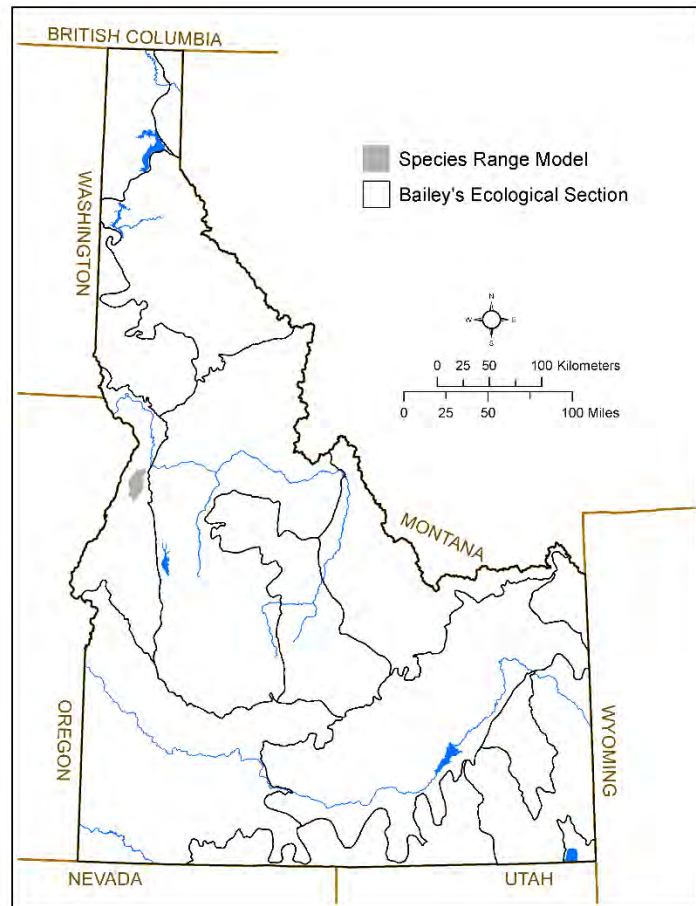 BRITISH COLUMBIA
WASHINGTON
Species Range Model
Bailey's Ecological Section
N
W E
S
0 25 50 100 Kilometers
0 25 50 100 Miles
MONTANA
OREGON
WYOMING
NEVADA
UTAH